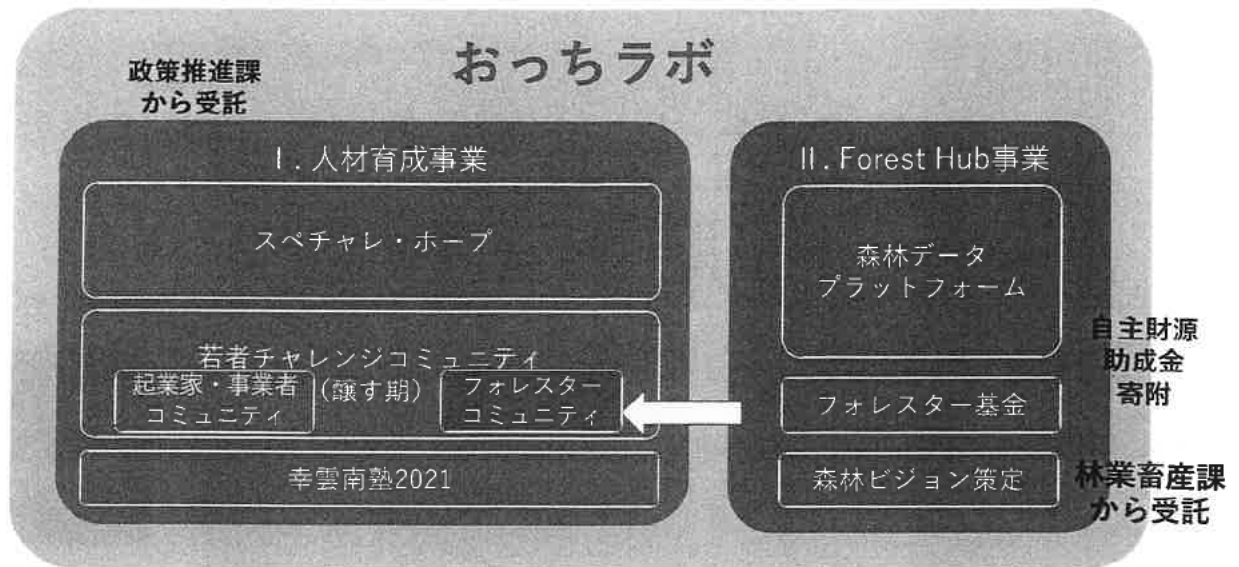 おっちラボ
政策推進課
から受託
Ⅰ. 人材育成事業
スペチャレ・ホープ
若者チャレンジコミュニティ
(譲す期)
起業家・事業者
コミュニティ
フォレスター
コミュニティ
幸雲南塾2021
Ⅱ. Forest Hub事業
森林データ
プラットフォーム
フォレスター基金
森林ビジョン策定
自主財源
助成金
寄附
林業畜産課
から受託